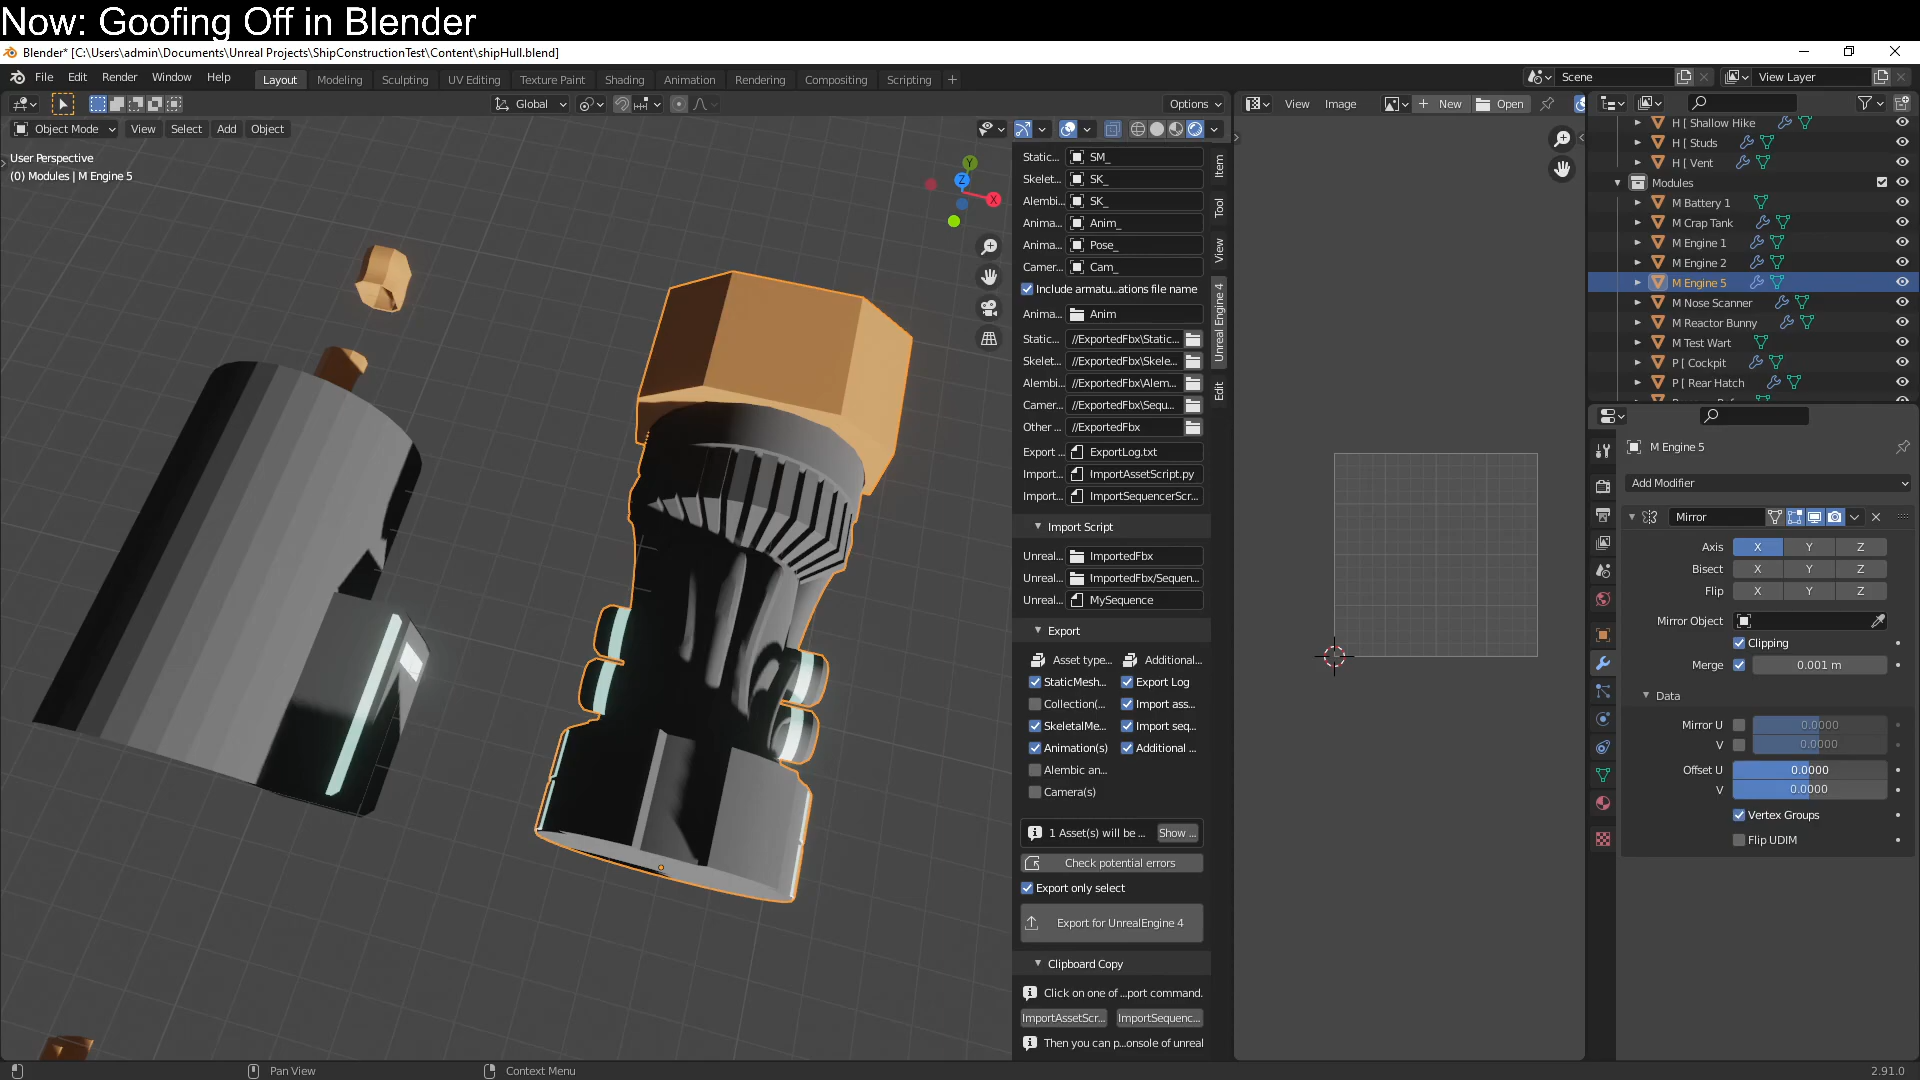 Now: Goofing Off in Blender
Blender* [C:\Users\admin\Documents\Unreal Projects\ShipConstructionTest\Content\shipHull.blend]
File Edit Render Window Help Layout Modeling Sculpting UV Editing Texture Paint Shading Animation Rendering Compositing Scripting + Scene View Layer
Global Options View Image + New Open
Object Mode View Select Add Object
User Perspective
(0) Modules | M Engine 5
Y
Z
X
Static... SM_
Skelet... SK_
Alembi... SK_
Anima... Anim_
Anima... Pose_
Camer... Cam_
Include armatu...ations file name
Anima... Anim
Static... //ExportedFbx\Static...
Skelet... //ExportedFbx\Skele...
Alembi... //ExportedFbx\Alem...
Camer... //ExportedFbx\Sequ...
Other ... //ExportedFbx
Export ... ExportLog.txt
Import... ImportAssetScript.py
Import... ImportSequencerScr...
Import Script
Unreal... ImportedFbx
Unreal... ImportedFbx/Sequen...
Unreal... MySequence
Export
Asset type... Additional...
StaticMesh... Export Log
Collection(... Import ass...
SkeletalMe... Import seq...
Animation(s) Additional ...
Alembic an...
Camera(s)
1 Asset(s) will be ... Show ...
Check potential errors
Export only select
Export for UnrealEngine 4
Clipboard Copy
Click on one of ...port command.
ImportAssetScr... ImportSequenc...
Then you can p...onsole of unreal
Item
Tool
View
Unreal Engine 4
Edit
H [ Shallow Hike
H [ Studs
H [ Vent
Modules
M Battery 1
M Crap Tank
M Engine 1
M Engine 2
M Engine 5
M Nose Scanner
M Reactor Bunny
M Test Wart
P [ Cockpit
P [ Rear Hatch
M Engine 5
Add Modifier
Mirror
Axis X Y Z
Bisect X Y Z
Flip X Y Z
Mirror Object
Clipping
Merge 0.001 m
Data
Mirror U 0.0000
V 0.0000
Offset U 0.0000
V 0.0000
Vertex Groups
Flip UDIM
Pan View Context Menu 2.91.0